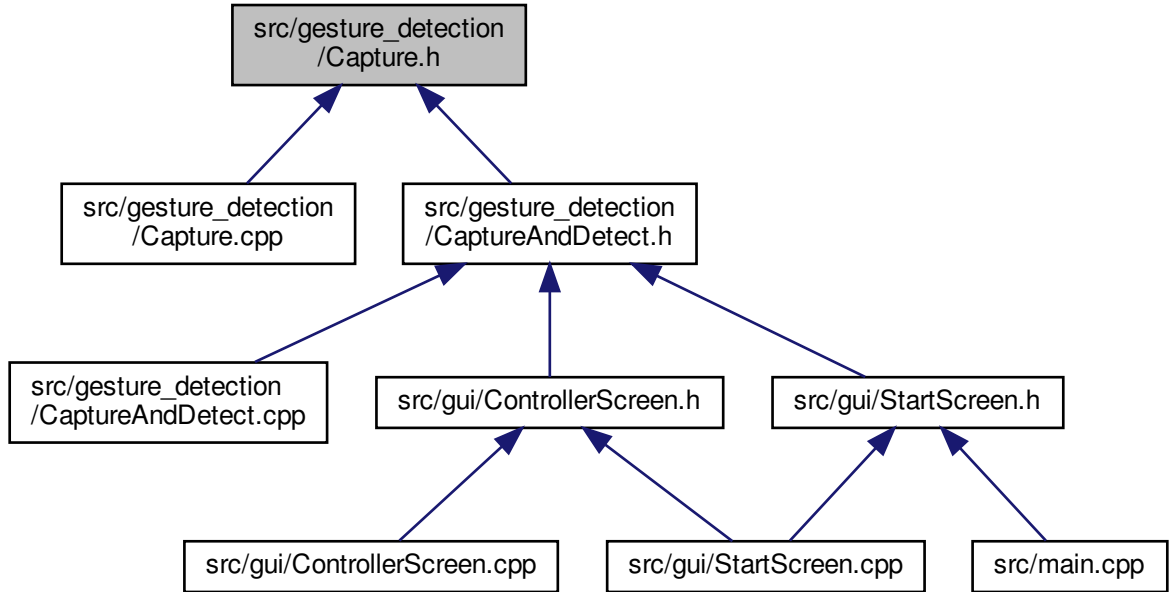 src/gesture_detection
/Capture.h
src/gesture_detection
/Capture.cpp
src/gesture_detection
/CaptureAndDetect.h
src/gesture_detection
/CaptureAndDetect.cpp
src/gui/ControllerScreen.h
src/gui/StartScreen.h
src/gui/ControllerScreen.cpp
src/gui/StartScreen.cpp
src/main.cpp